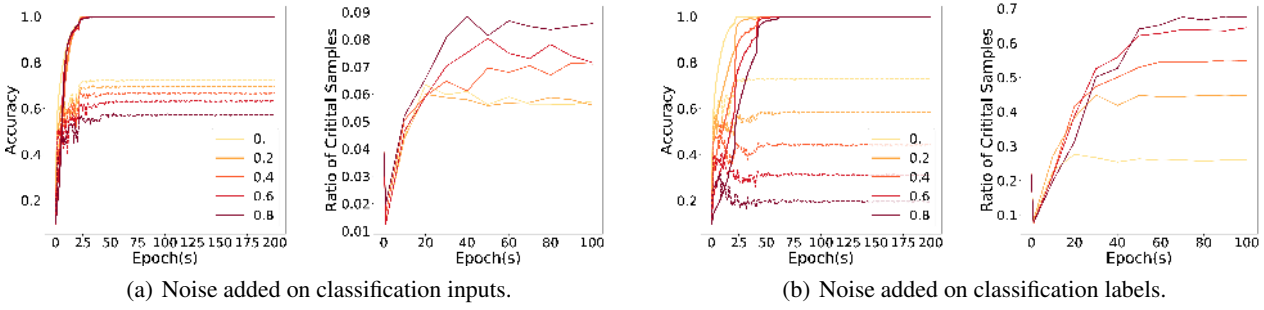 1.0
0.8
0.6
0.4
0.2
Accuracy
0.
0.2
0.4
0.6
0.8
0 25 50 75 100 125 150 175 200
Epoch(s)
0.09
0.08
0.07
0.06
0.05
0.04
0.03
0.02
0.01
Ratio of Critital Samples
0 20 40 60 80 100
Epoch(s)
(a) Noise added on classification inputs.
1.0
0.8
0.6
0.4
0.2
Accuracy
0.
0.2
0.4
0.6
0.8
0 25 50 75 100 125 150 175 200
Epoch(s)
0.7
0.6
0.5
0.4
0.3
0.2
0.1
Ratio of Critital Samples
0 20 40 60 80 100
Epoch(s)
(b) Noise added on classification labels.